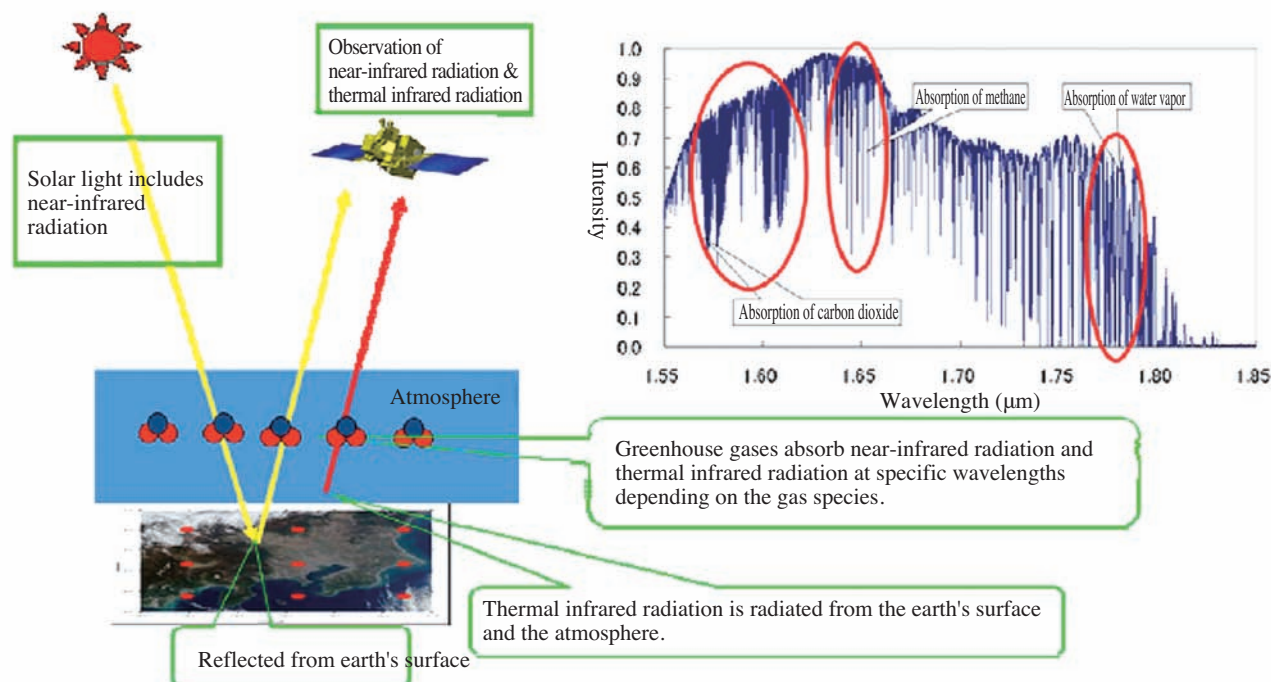 Observation of
near-infrared radiation &
thermal infrared radiation
Solar light includes
near-infrared
radiation
Atmosphere
Greenhouse gases absorb near-infrared radiation and
thermal infrared radiation at specific wavelengths
depending on the gas species.
Thermal infrared radiation is radiated from the earth's surface
and the atmosphere.
Reflected from earth's surface
Intensity
1.0
0.9
0.8
0.7
0.6
0.5
0.4
0.3
0.2
0.1
0.0
Absorption of methane
Absorption of water vapor
Absorption of carbon dioxide
1.55
1.60
1.65
1.70
1.75
1.80
1.85
Wavelength (μm)